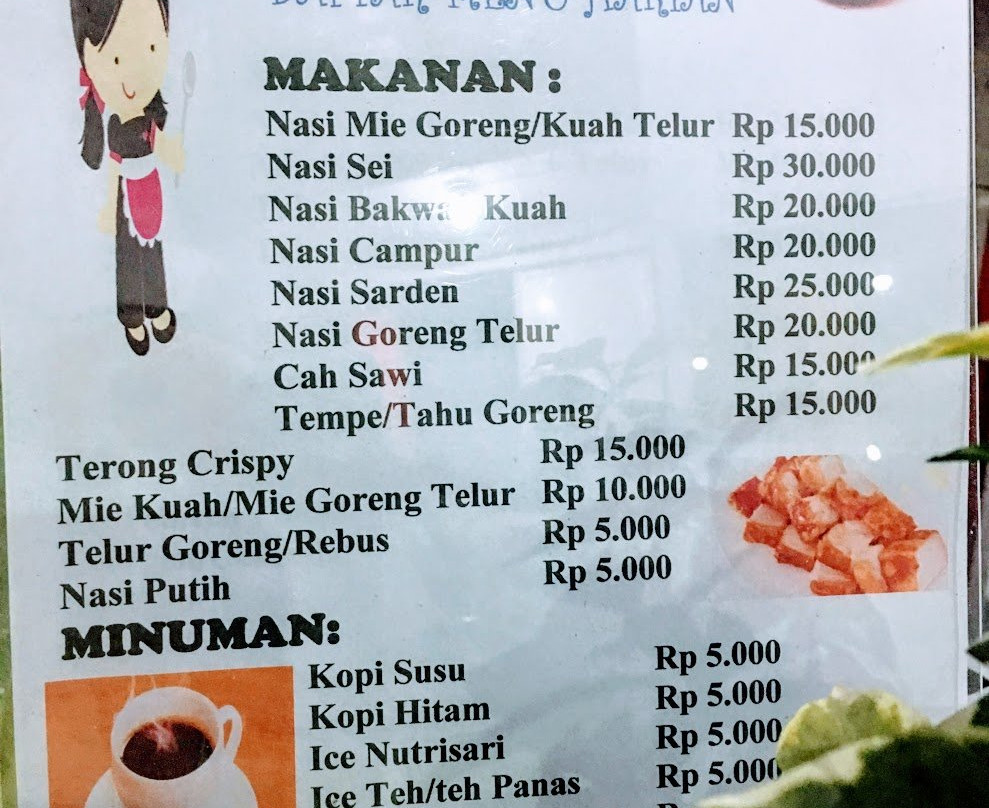 DAFTAR MENU MAKAN
MAKANAN :
Nasi Mie Goreng/Kuah Telur Rp 15.000
Nasi Sei Rp 30.000
Nasi Kuah Rp 20.000
Nasi Campur Rp 20.000
Nasi Sarden Rp 25.000
Nasi Goreng Telur Rp 20.000
Cah Sawi Rp 15.000
Tempe/Tahu Goreng Rp 15.000
Terong Crispy Rp 15.000
Mie Kuah/Mie Goreng Telur Rp 10.000
Telur Goreng/Rebus Rp 5.000
Nasi Putih Rp 5.000
MINUMAN:
Kopi Susu Rp 5.000
Kopi Hitam Rp 5.000
Ice Nutrisari Rp 5.000
Ice Teh/teh Panas Rp 5.000